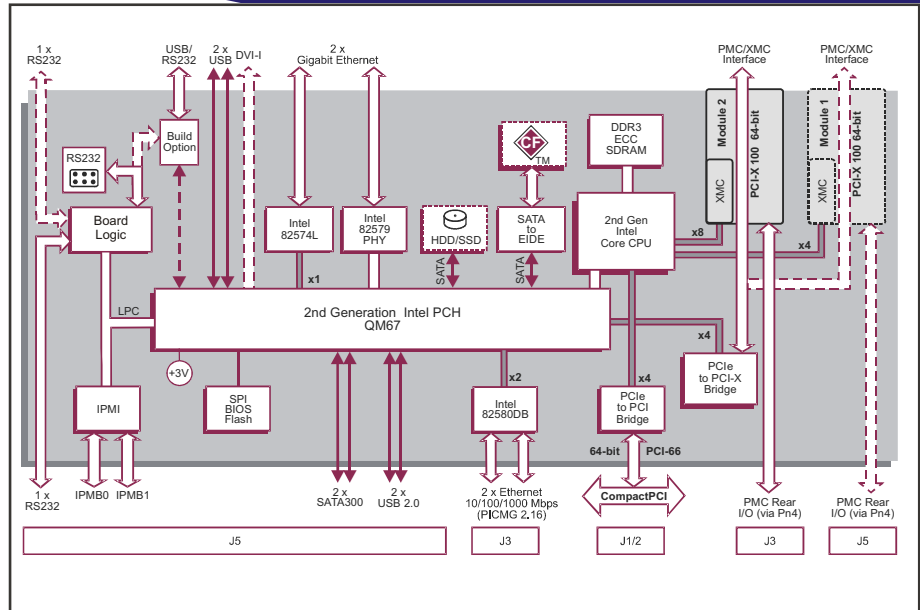 1 x
RS232
USB/
RS232
2 x
USB
DVI-I
2 x
Gigabit Ethernet
PMC/XMC
Interface
PMC/XMC
Interface
Build
Option
RS232
Board
Logic
Intel
82574L
Intel
82579
PHY
HDD/SSD
CF
TM
SATA
to
EIDE
DDR3
ECC
SDRAM
2nd Gen
Intel
Core CPU
Module 2
PCI-X 100 64-bit
XMC
Module 1
PCI-X 100 64-bit
XMC
x8
x4
x1
SATA
SATA
LPC
2nd Generation Intel PCH
QM67
x4
+3V
x2
x4
IPMI
SPI
BIOS
Flash
Intel
82580DB
PCIe
to PCI
Bridge
PCIe
to PCI-X
Bridge
64-bit
PCI-66
1 x
RS232
IPMB0
IPMB1
2 x
SATA300
2 x
USB 2.0
2 x Ethernet
10/100/1000 Mbps
(PICMG 2.16)
CompactPCI
PMC Rear
I/O (via Pn4)
PMC Rear
I/O (via Pn4)
J5
J3
J1/2
J3
J5